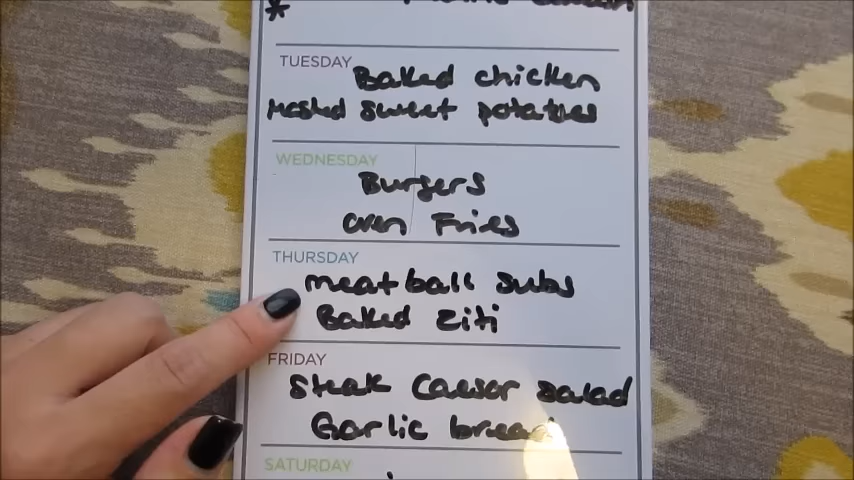 *
TUESDAY
Baked chicken
Mashed sweet potatoes
WEDNESDAY
Burgers
oven Fries
THURSDAY
meatball subs
Baked ziti
FRIDAY
Steak Caesar salad
Garlic bread
SATURDAY